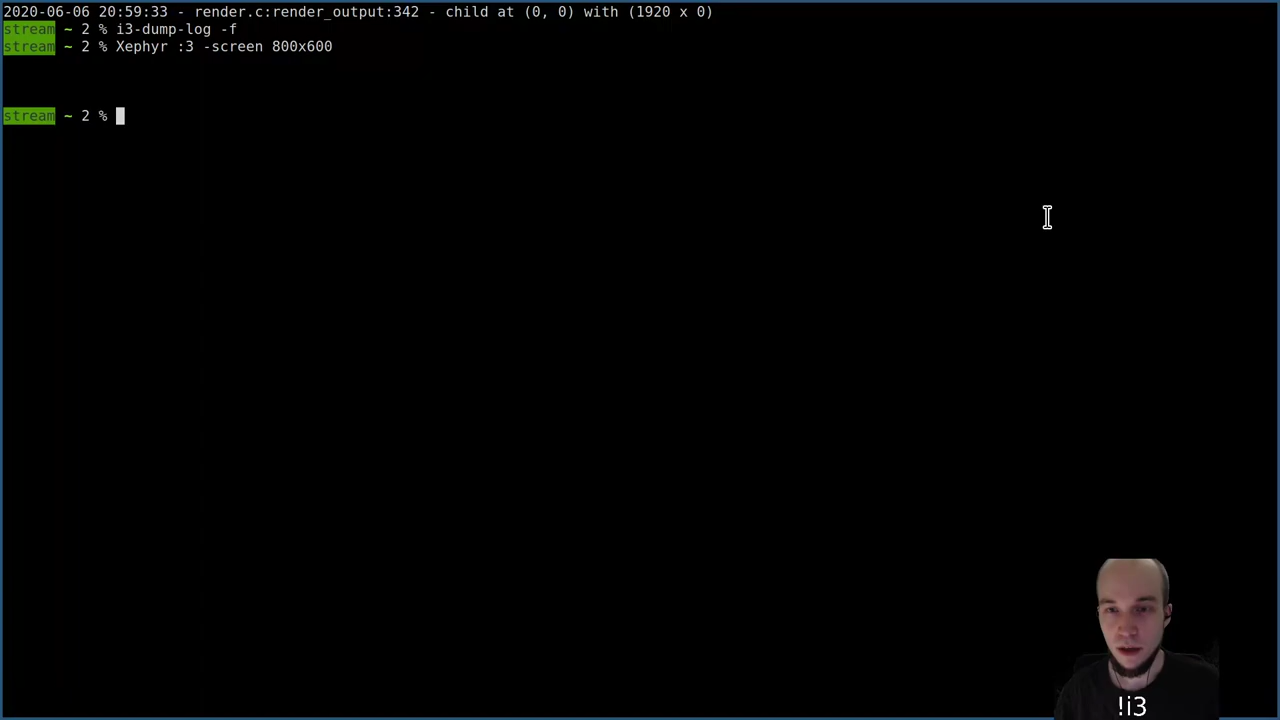 2020-06-06 20:59:33 - render.c:render_output:342 - child at (0, 0) with (1920 x 0)
stream ~ 2 % i3-dump-log -f
stream ~ 2 % Xephyr :3 -screen 800x600
stream ~ 2 %
!i3